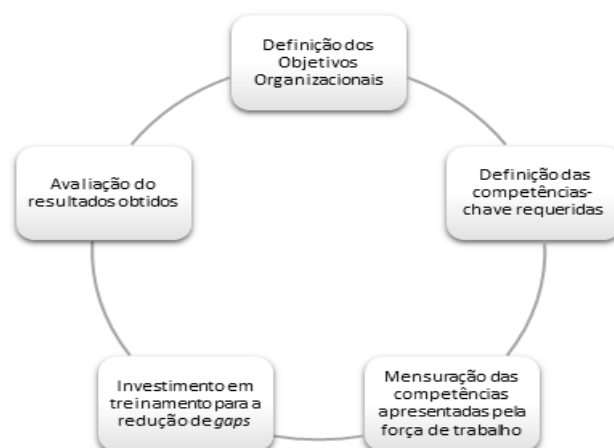 Definição dos
Objetivos
Organizacionais
Definição das
competências-
chave requeridas
Mensuração das
competências
apresentadas pela
força de trabalho
Investimento em
treinamento para a
redução de gaps
Avaliação do
resultados obtidos